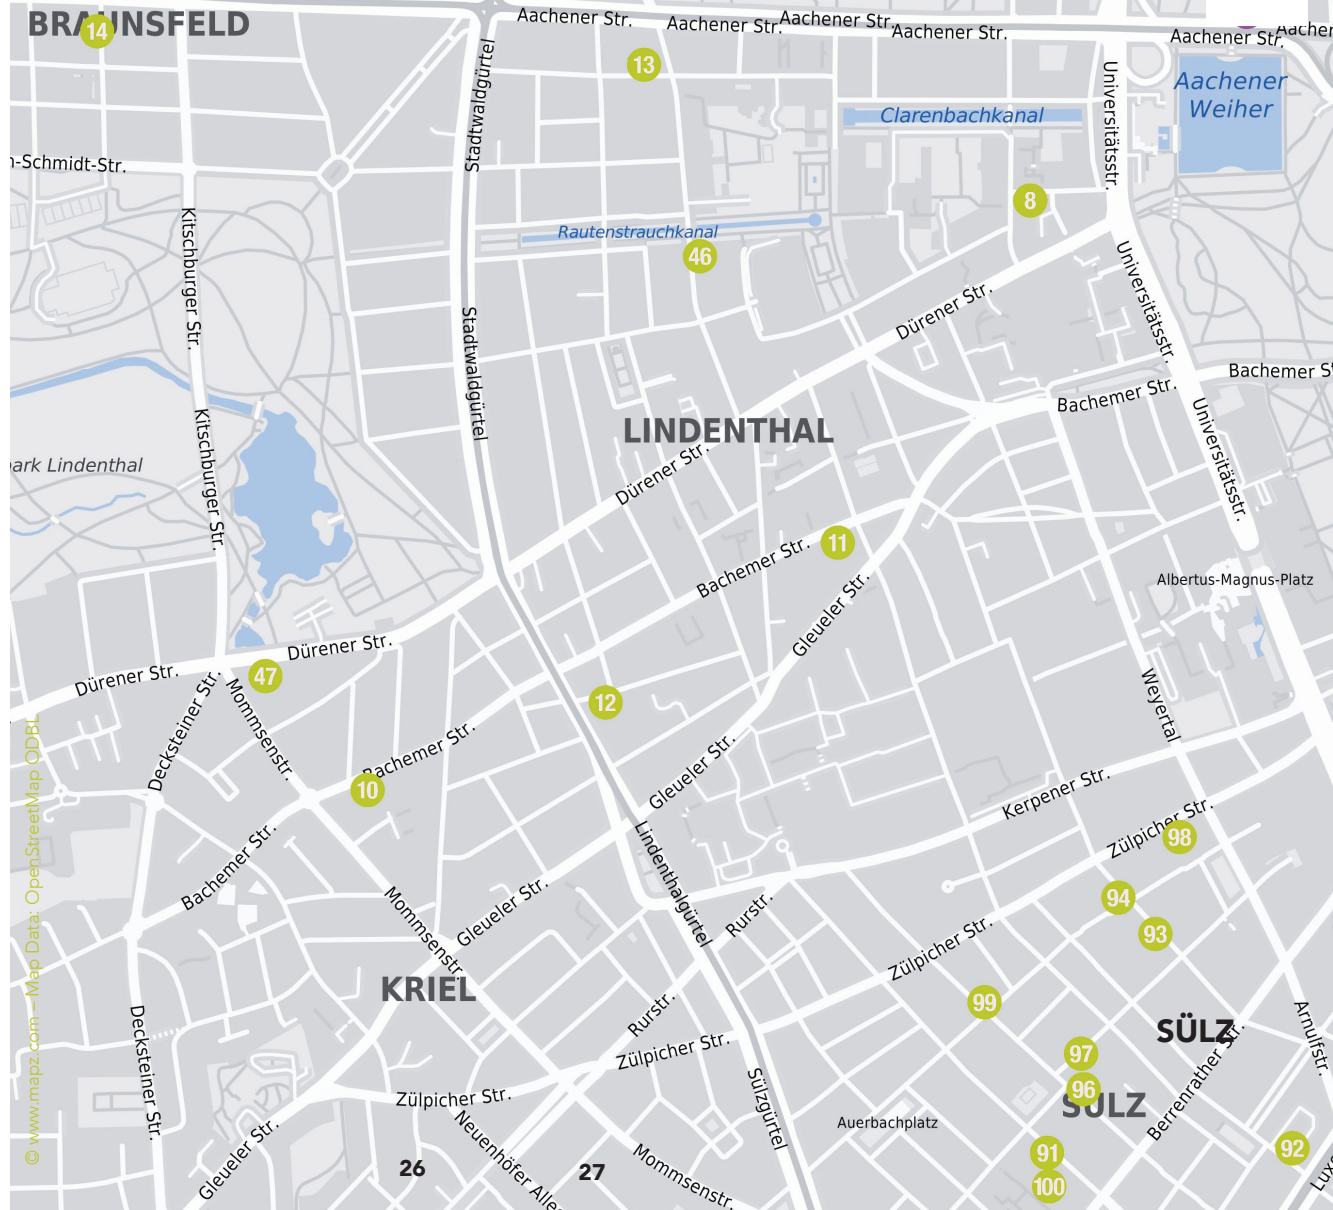 BRAUNSFELD
14
Aachener Str.
Aachener Str.
Aachener Str.
Aachener Str.
Aachener Str.
Aachener
13
Stadtwaldgürtel
Universitätsstr.
Aachener
Weiher
Clarenbachkanal
n-Schmidt-Str.
8
Kitschburger Str.
Rautenstrauchkanal
46
Universitätsstr.
Dürener Str.
Stadtwaldgürtel
Bachemer St
Bachemer Str.
Kitschburger Str.
LINDENTHAL
Universitätsstr.
ark Lindenthal
Dürener Str.
11
Bachemer Str.
Albertus-Magnus-Platz
Gleueler Str.
Dürener Str.
47
Dürener Str.
Decksteiner Str.
Mommsenstr.
12
Weyertal
Bachemer Str.
10
Gleueler Str.
Kerpener Str.
Zülpicher Str.
98
Bachemer Str.
Lindenthalgürtel
Mommsenstr.
Gleueler Str.
Rurstr.
94
93
Zülpicher Str.
KRIEL
99
Rurstr.
Decksteiner Str.
SÜLZ
Arnulfstr.
Zülpicher Str.
97
96
SÜLZ
Zülpicher Str.
Sülzgürtel
Berrenrather Str.
Auerbachplatz
Gleueler Str.
Neuenhöfer Allee
26
27
Mommsenstr.
91
92
100
Lux
© www.mapz.com – Map Data: OpenStreetMap ODBL